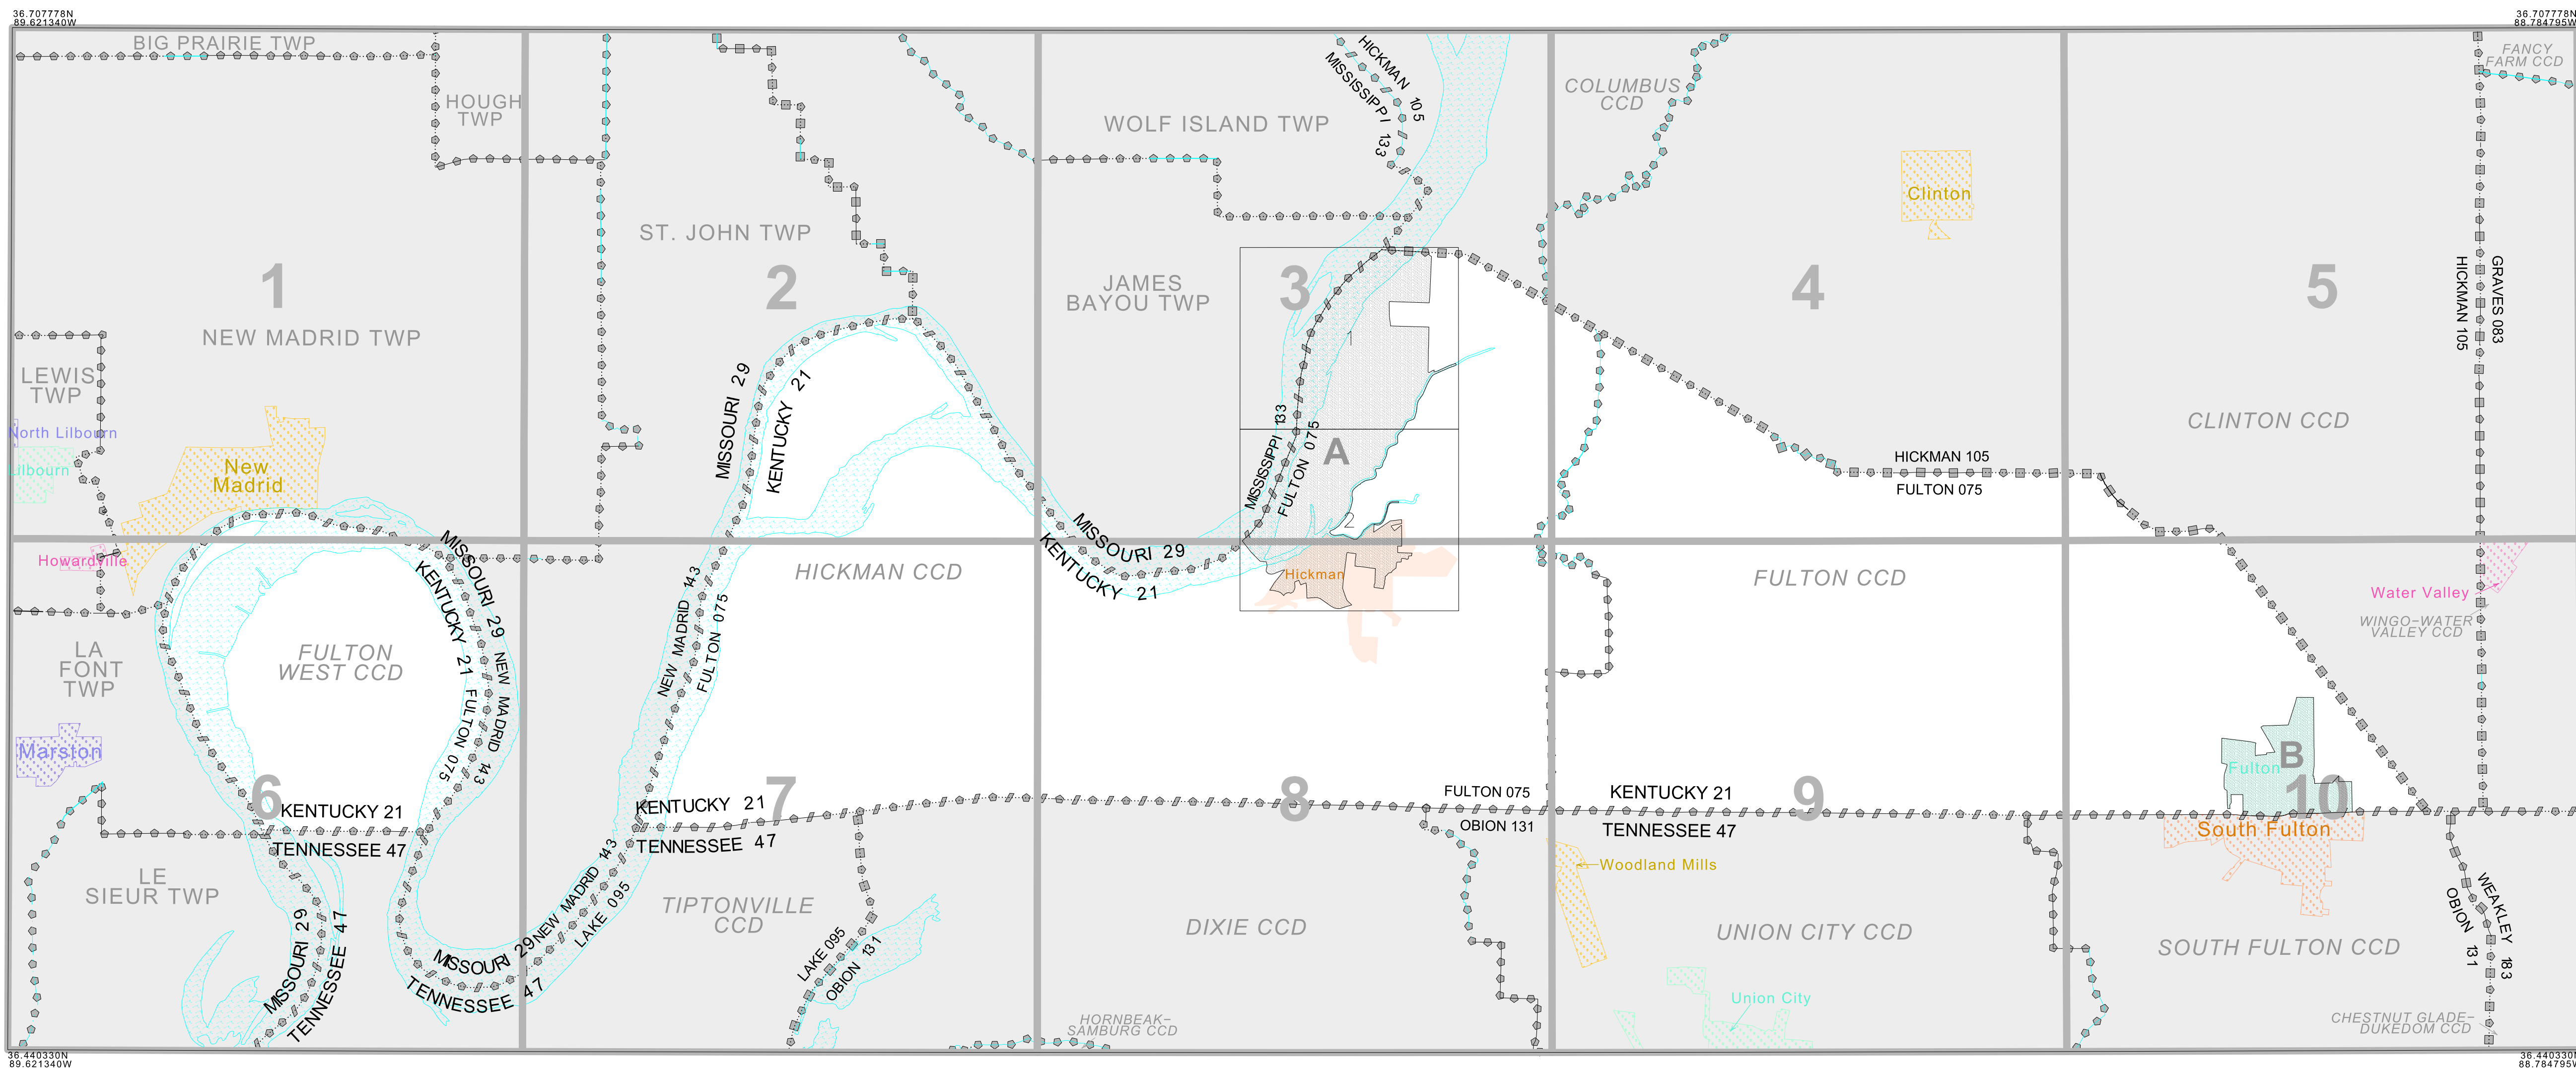 36.707778N
89.621340W
36.707778N
88.784795W
BIG PRAIRIE TWP
HOUGH
TWP
WOLF ISLAND TWP
HICKMAN 105
MISSISSIPPI 133
COLUMBUS
CCD
FANCY
FARM CCD
Clinton
ST. JOHN TWP
1
2
3
4
5
NEW MADRID TWP
JAMES
BAYOU TWP
HICKMAN 105
GRAVES 083
LEWIS
TWP
North Lilbourn
Lilbourn
New
Madrid
MISSOURI 29
KENTUCKY 21
1
MISSISSIPPI 133
FULTON 075
A
2
CLINTON CCD
HICKMAN 105
FULTON 075
Howardville
MISSOURI 29
KENTUCKY 21
NEW MADRID 143
FULTON 075
HICKMAN CCD
MISSOURI 29
KENTUCKY 21
Hickman
FULTON CCD
Water Valley
WINGO-WATER
VALLEY CCD
NEW MADRID 143
FULTON 075
LA
FONT
TWP
FULTON
WEST CCD
Marston
6
7
8
9
10
B
Fulton
KENTUCKY 21
TENNESSEE 47
KENTUCKY 21
TENNESSEE 47
FULTON 075
OBION 131
KENTUCKY 21
TENNESSEE 47
South Fulton
Woodland Mills
LE
SIEUR TWP
MISSOURI 29
TENNESSEE 47
MISSOURI 29
TENNESSEE 47
NEW MADRID 143
LAKE 095
TIPTONVILLE
CCD
LAKE 095
OBION 131
DIXIE CCD
UNION CITY CCD
SOUTH FULTON CCD
WEAKLEY 183
OBION 131
Union City
HORNBEAK-
SAMBURG CCD
CHESTNUT GLADE-
DUKEDOM CCD
36.440330N
89.621340W
36.440330N
88.784795W